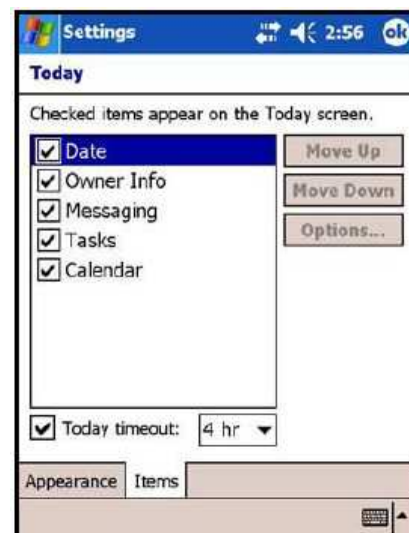 Settings 2:56 ok
Today
Checked items appear on the Today screen.
Date
Owner Info
Messaging
Tasks
Calendar
Move Up
Move Down
Options...
Today timeout: 4 hr
Appearance Items